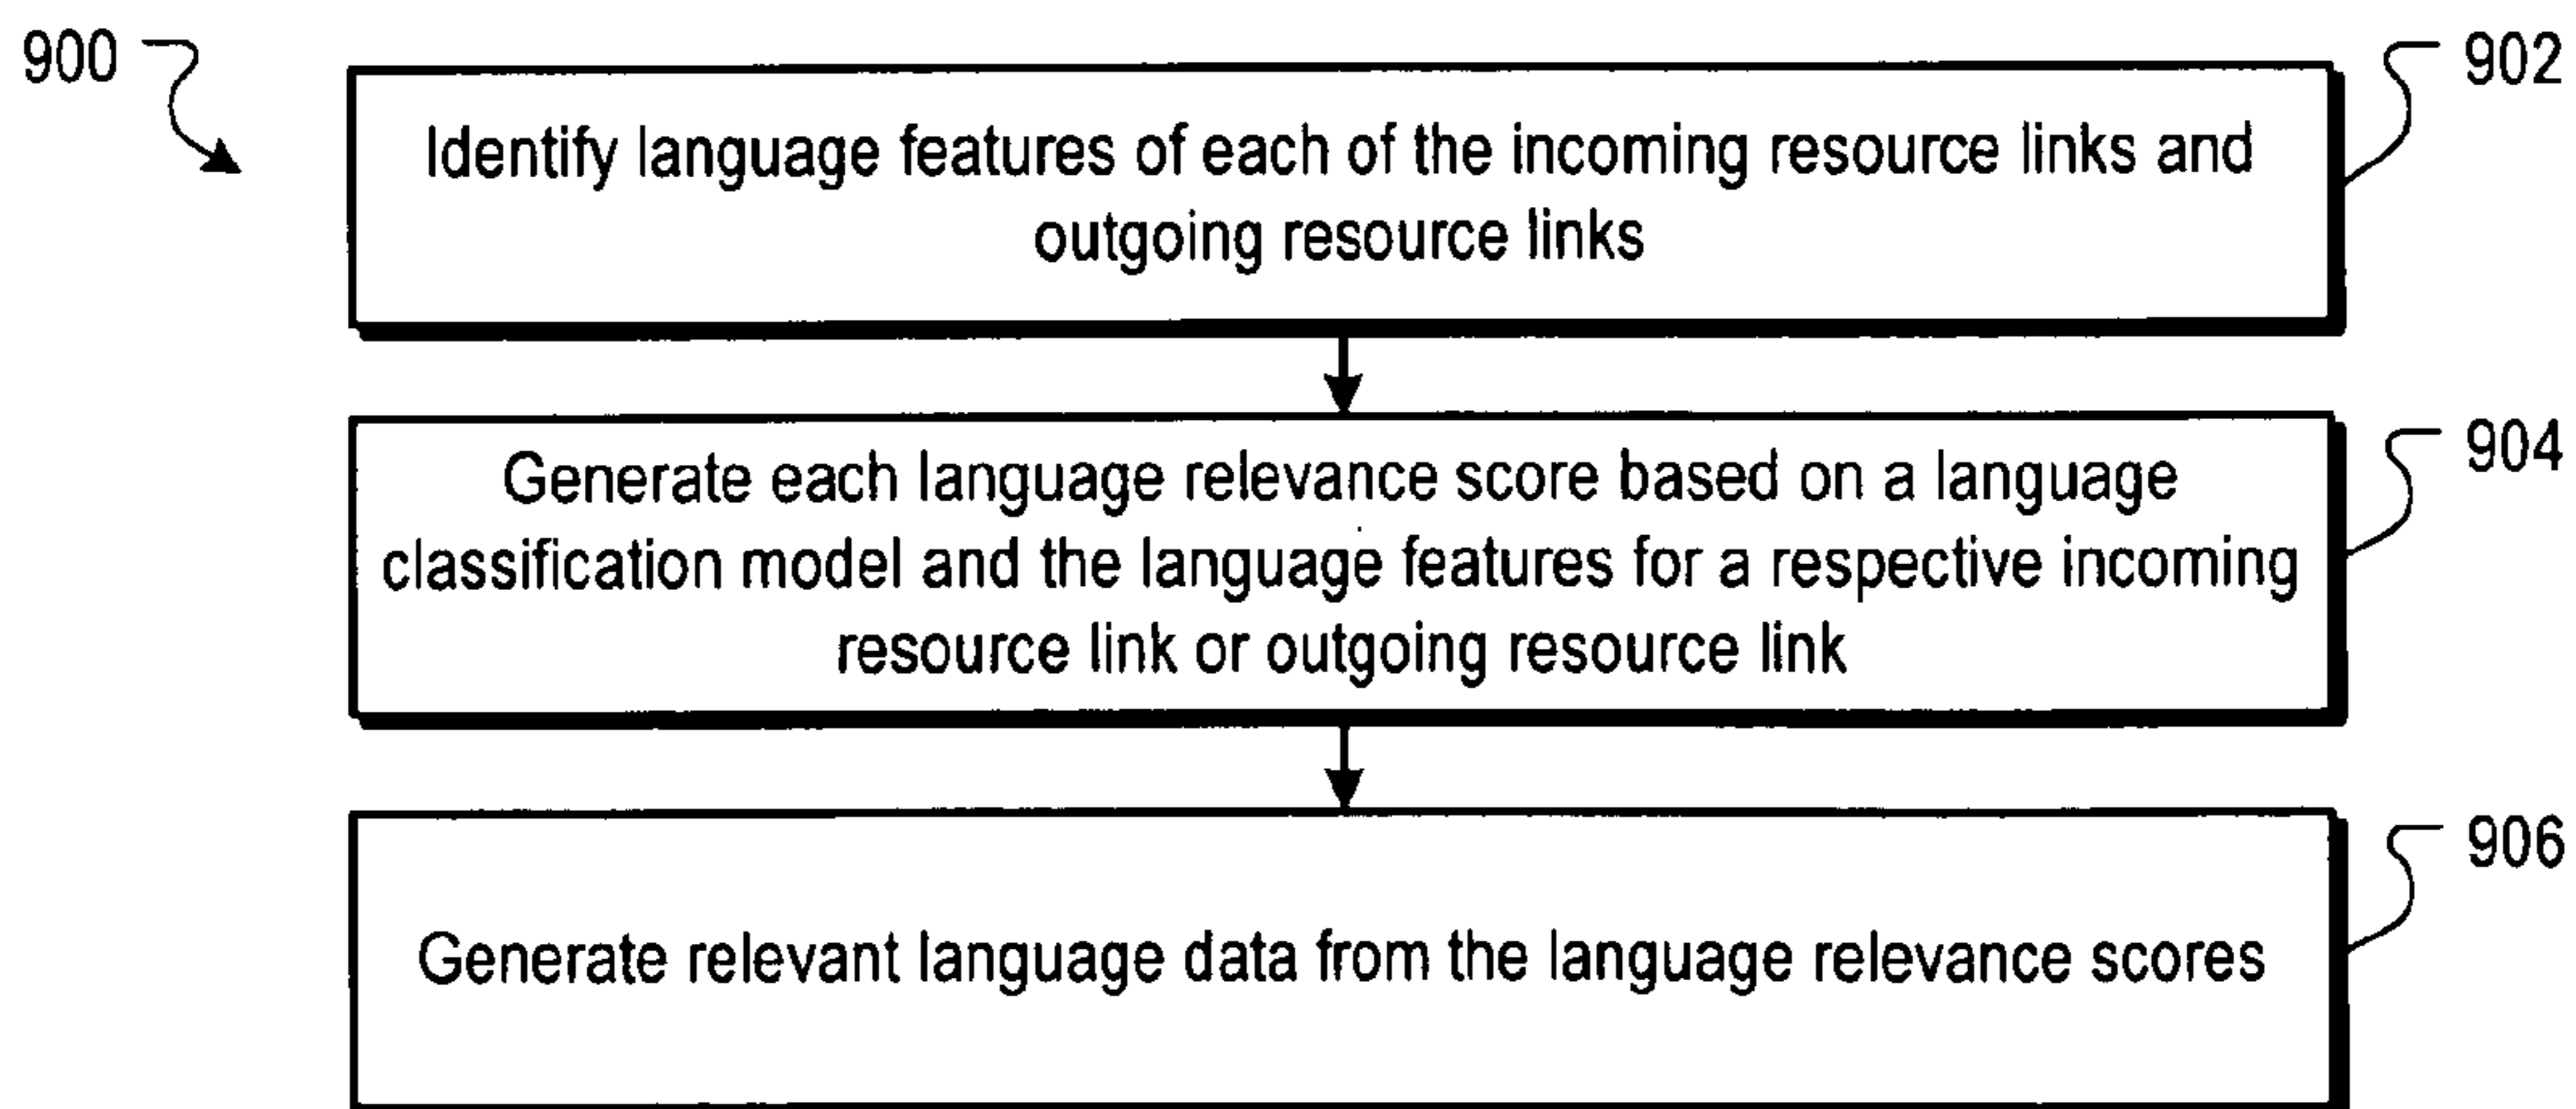 900
902
Identify language features of each of the incoming resource links and
outgoing resource links
904
Generate each language relevance score based on a language
classification model and the language features for a respective incoming
resource link or outgoing resource link
906
Generate relevant language data from the language relevance scores